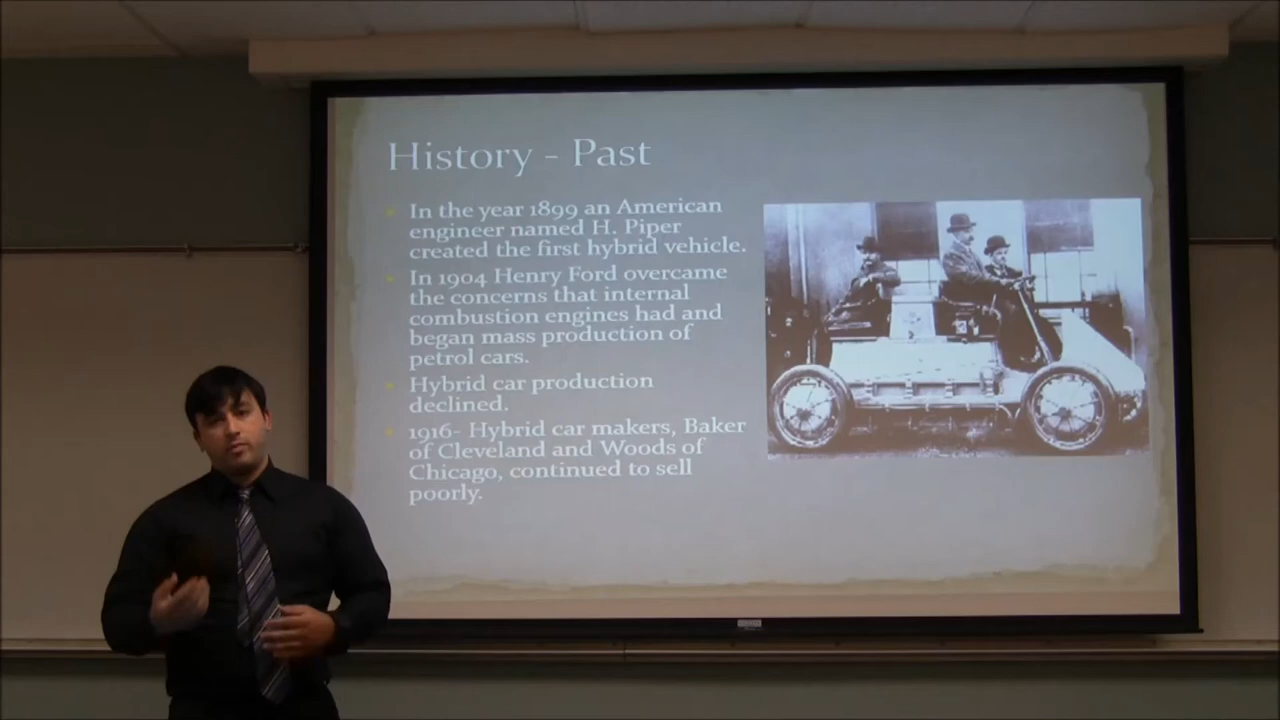 History - Past
In the year 1899 an American
engineer named H. Piper
created the first hybrid vehicle.
In 1904 Henry Ford overcame
the concerns that internal
combustion engines had and
began mass production of
petrol cars.
Hybrid car production
declined.
1916- Hybrid car makers, Baker
of Cleveland and Woods of
Chicago, continued to sell
poorly.